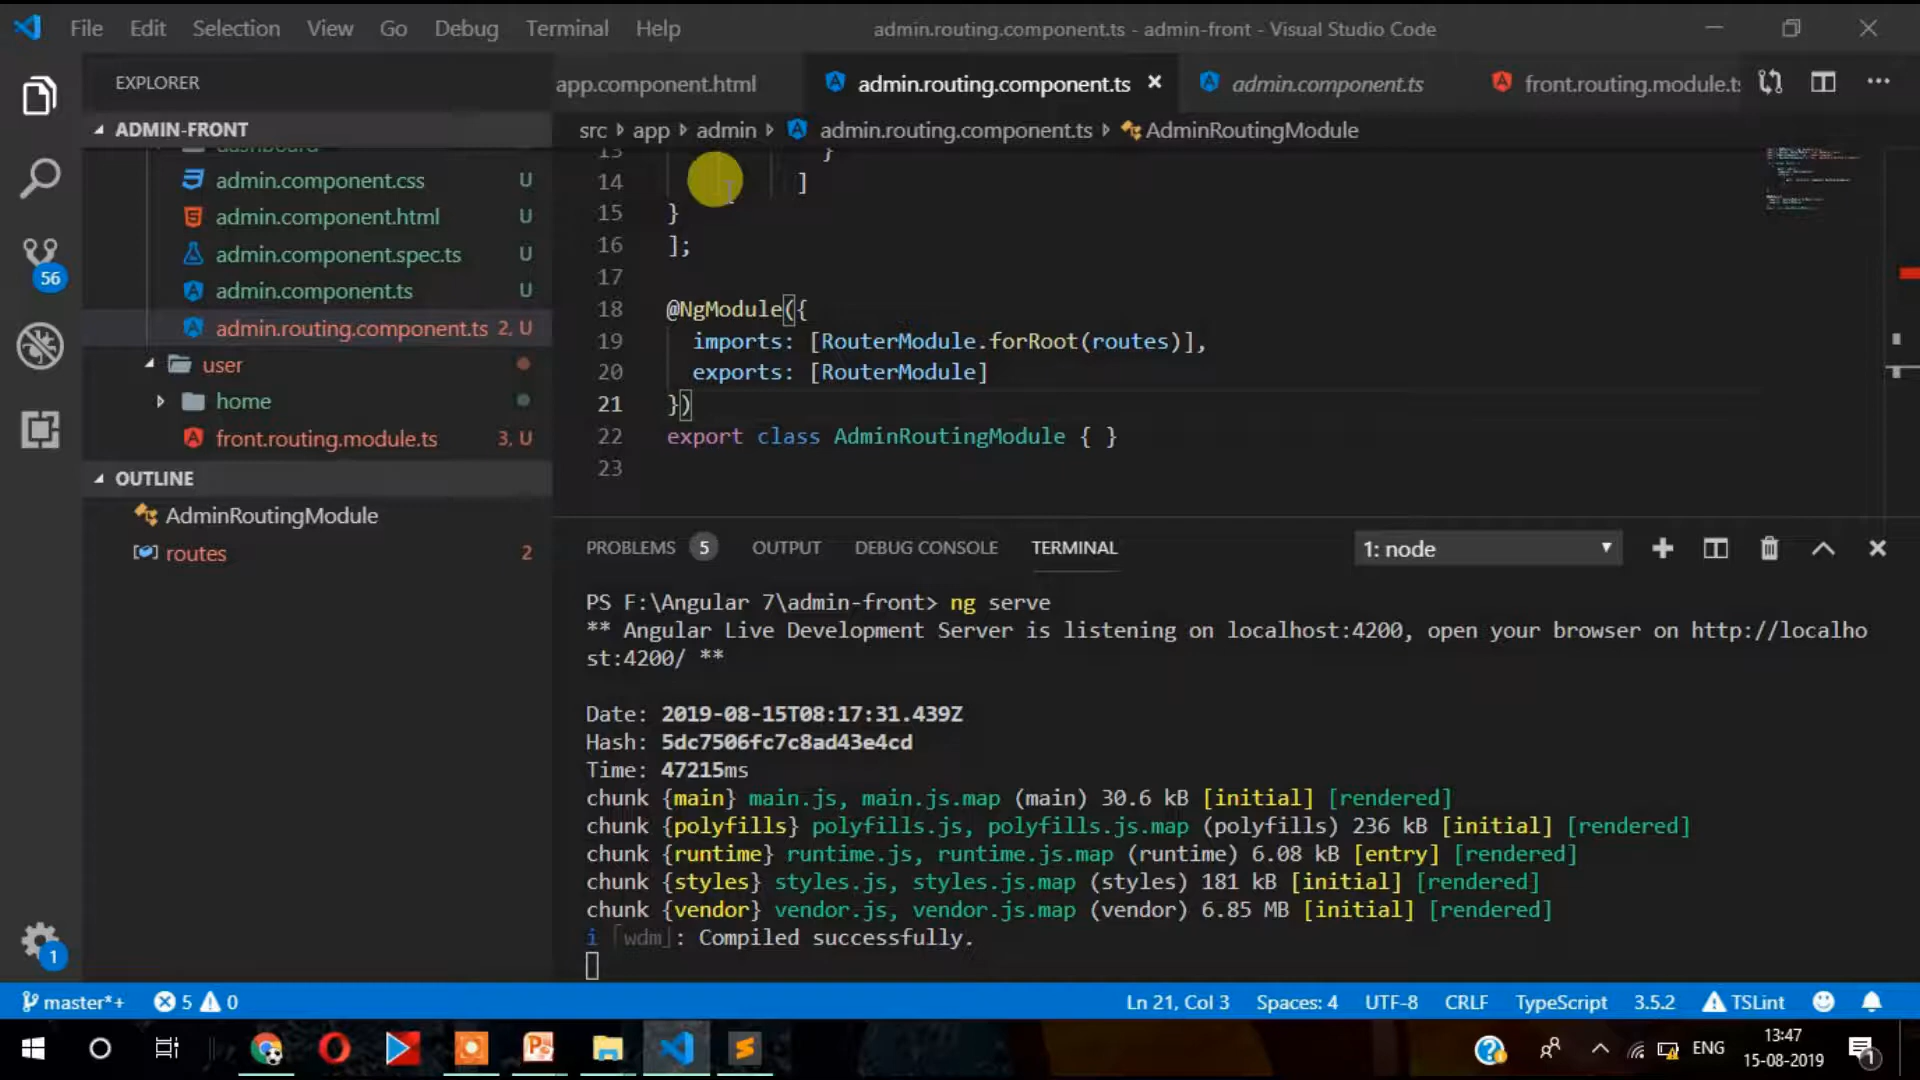 File Edit Selection View Go Debug Terminal Help admin.routing.component.ts - admin-front - Visual Studio Code
EXPLORER
app.component.html admin.routing.component.ts admin.component.ts front.routing.module.ts
ADMIN-FRONT
src app admin admin.routing.component.ts AdminRoutingModule
dashboard
admin.component.css U
admin.component.html U
admin.component.spec.ts U
admin.component.ts U
admin.routing.component.ts 2, U
user
home
front.routing.module.ts 3, U
OUTLINE
AdminRoutingModule
routes 2
56
1
13 }
14 ]
15 }
16 ];
17
18 @NgModule({
19 imports: [RouterModule.forRoot(routes)],
20 exports: [RouterModule]
21 })
22 export class AdminRoutingModule { }
23
PROBLEMS 5 OUTPUT DEBUG CONSOLE TERMINAL 1: node
PS F:\Angular 7\admin-front> ng serve
** Angular Live Development Server is listening on localhost:4200, open your browser on http://localho
st:4200/ **
Date: 2019-08-15T08:17:31.439Z
Hash: 5dc7506fc7c8ad43e4cd
Time: 47215ms
chunk {main} main.js, main.js.map (main) 30.6 kB [initial] [rendered]
chunk {polyfills} polyfills.js, polyfills.js.map (polyfills) 236 kB [initial] [rendered]
chunk {runtime} runtime.js, runtime.js.map (runtime) 6.08 kB [entry] [rendered]
chunk {styles} styles.js, styles.js.map (styles) 181 kB [initial] [rendered]
chunk {vendor} vendor.js, vendor.js.map (vendor) 6.85 MB [initial] [rendered]
i ｢wdm｣: Compiled successfully.
master*+ 5 0 Ln 21, Col 3 Spaces: 4 UTF-8 CRLF TypeScript 3.5.2 TSLint
ENG
13:47
15-08-2019
1